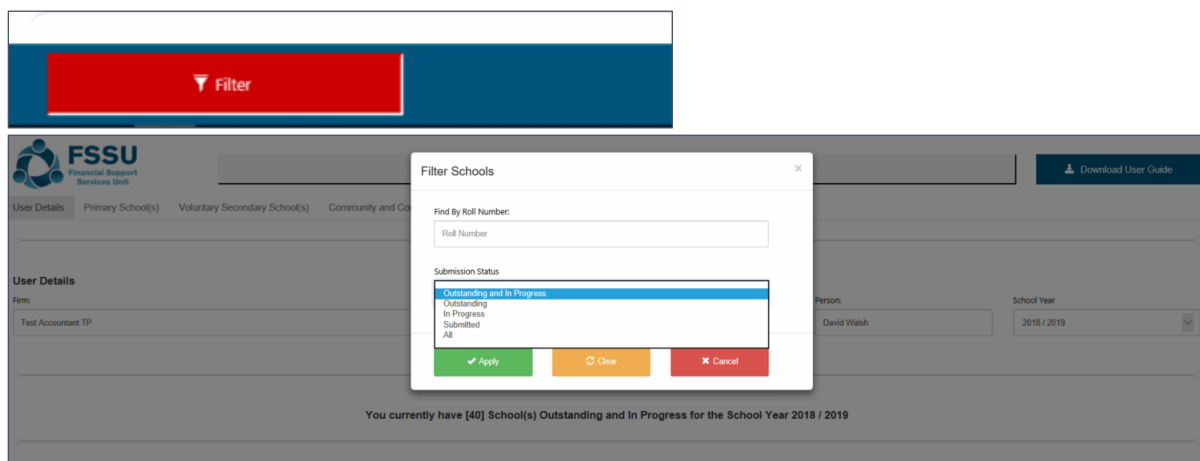 Filter
FSSU
Financial Support
Services Unit
Filter Schools
×
Download User Guide
User Details
Primary School(s)
Voluntary Secondary School(s)
Community and Co
Find By Roll Number:
Roll Number
Submission Status
Outstanding and In Progress
Outstanding
In Progress
Submitted
All
User Details
Firm:
Person:
School Year
Test Accountant TP
David Walsh
2018 / 2019
Apply
Clear
Cancel
You currently have [40] School(s) Outstanding and In Progress for the School Year 2018 / 2019